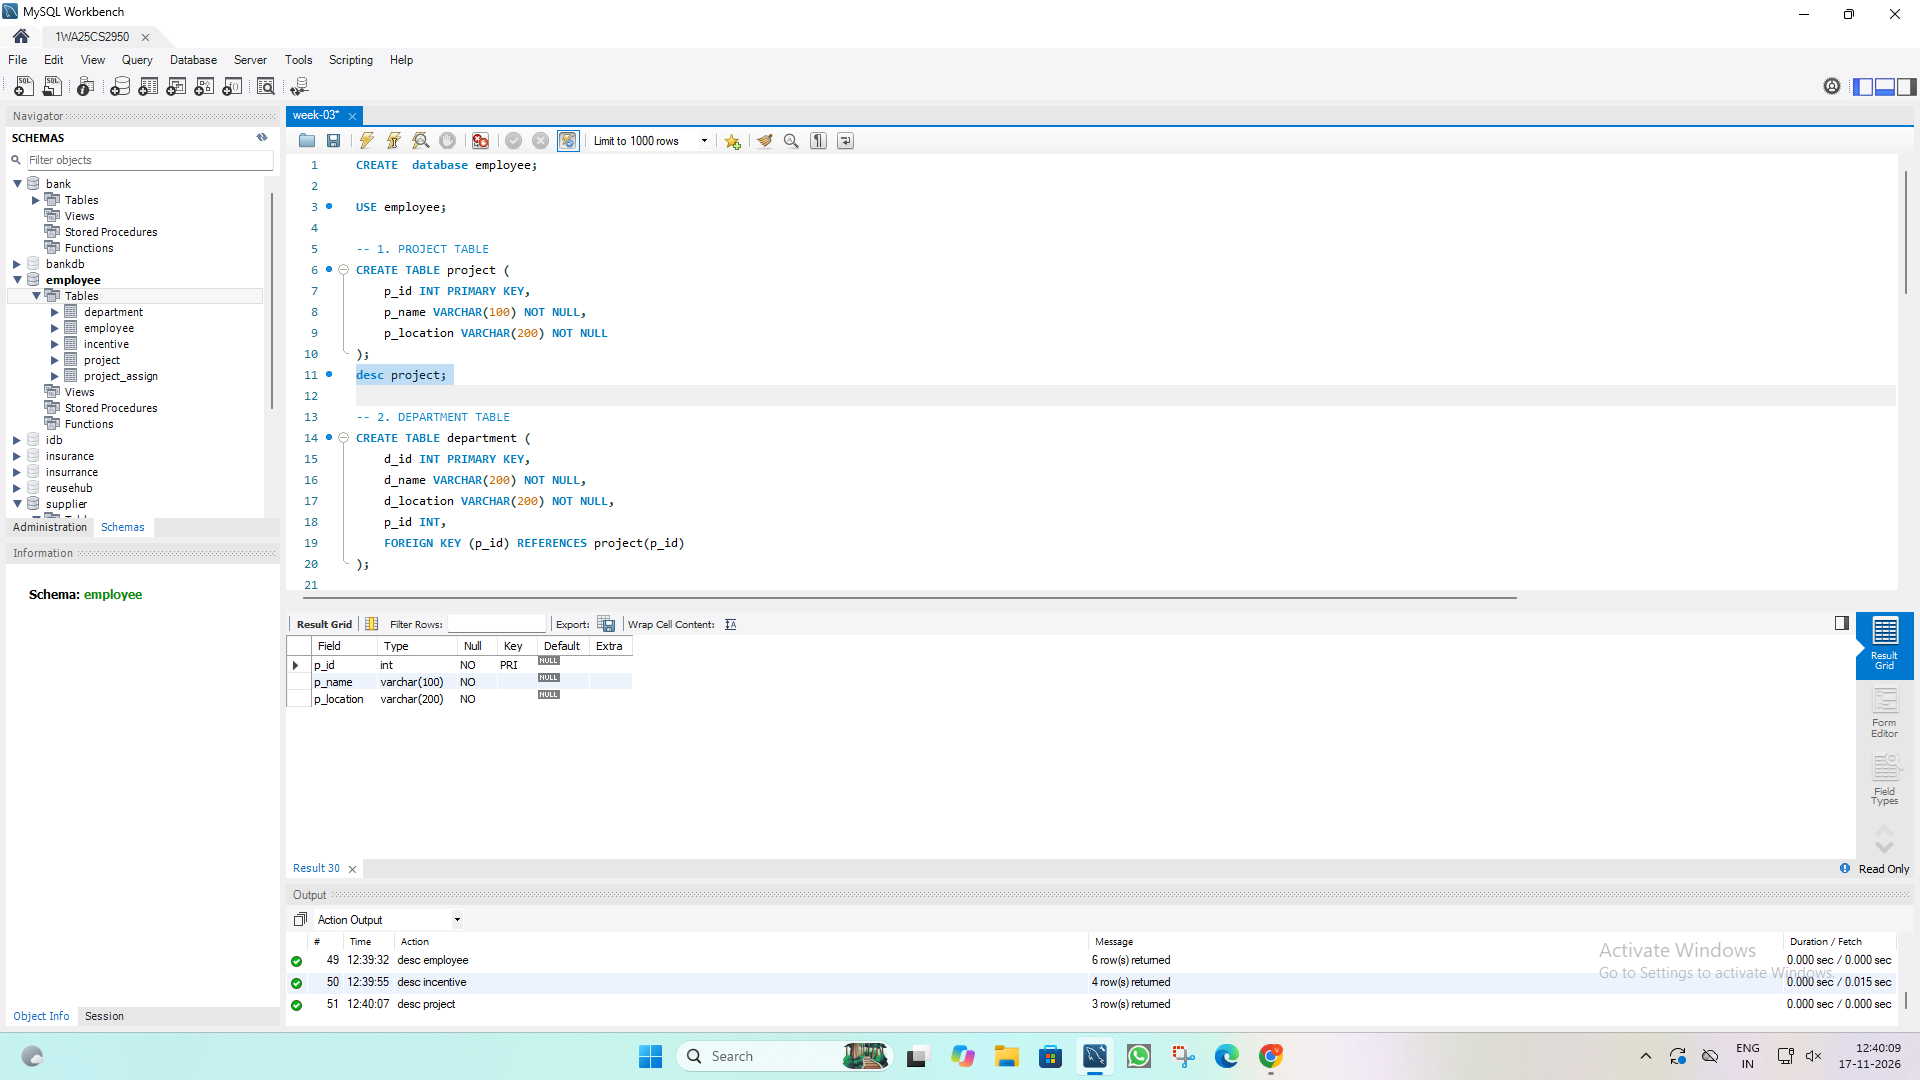 MySQL Workbench
1WA25CS2950
File Edit View Query Database Server Tools Scripting Help
Navigator
SCHEMAS
Filter objects
bank
Tables
Views
Stored Procedures
Functions
bankdb
employee
Tables
department
employee
incentive
project
project_assign
Views
Stored Procedures
Functions
idb
insurance
insurrance
reusehub
supplier
Administration Schemas
Information
Schema: employee
Object Info Session
week-03*
Limit to 1000 rows
1 CREATE  database employee;
2
3 USE employee;
4
5 -- 1. PROJECT TABLE
6 CREATE TABLE project (
7 p_id INT PRIMARY KEY,
8 p_name VARCHAR(100) NOT NULL,
9 p_location VARCHAR(200) NOT NULL
10 );
11 desc project;
12
13 -- 2. DEPARTMENT TABLE
14 CREATE TABLE department (
15 d_id INT PRIMARY KEY,
16 d_name VARCHAR(200) NOT NULL,
17 d_location VARCHAR(200) NOT NULL,
18 p_id INT,
19 FOREIGN KEY (p_id) REFERENCES project(p_id)
20 );
21
Result Grid Filter Rows: Export: Wrap Cell Content:
Field Type Null Key Default Extra
p_id int NO PRI NULL
p_name varchar(100) NO NULL
p_location varchar(200) NO NULL
Result Grid
Form Editor
Field Types
Result 30
Read Only
Output
Action Output
# Time Action Message Duration / Fetch
49 12:39:32 desc employee 6 row(s) returned 0.000 sec / 0.000 sec
50 12:39:55 desc incentive 4 row(s) returned 0.000 sec / 0.015 sec
51 12:40:07 desc project 3 row(s) returned 0.000 sec / 0.000 sec
Activate Windows
Go to Settings to activate Windows.
Search
ENG
IN
12:40:09
17-11-2026